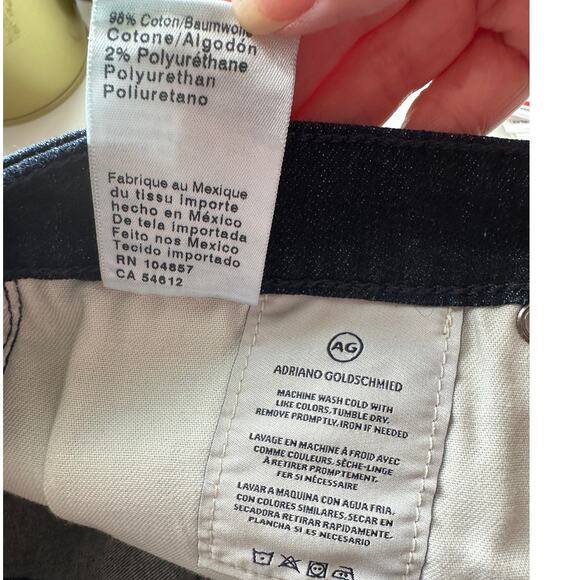 98% Coton/Baumwolle
Cotone/Algodón
2% Polyuréthane
Polyurethan
Poliuretano
Fabrique au Mexique
du tissu importe
hecho en México
De tela importada
Feito nos Mexico
Tecido importado
RN 104857
CA 54612
AG
ADRIANO GOLDSCHMIED
MACHINE WASH COLD WITH
LIKE COLORS, TUMBLE DRY.
REMOVE PROMPTLY, IRON IF NEEDED
LAVAGE EN MACHINE À FROID AVEC
COMME COULEURS, SÈCHE-LINGE
À RETIRER PROMPTEMENT,
FER SI NÉCESSAIRE
LAVAR A MAQUINA CON AGUA FRIA,
CON COLORES SIMILARES, SECAR EN
SECADORA RETIRAR RAPIDAMENTE.
PLANCHA SI ES NECESARIO